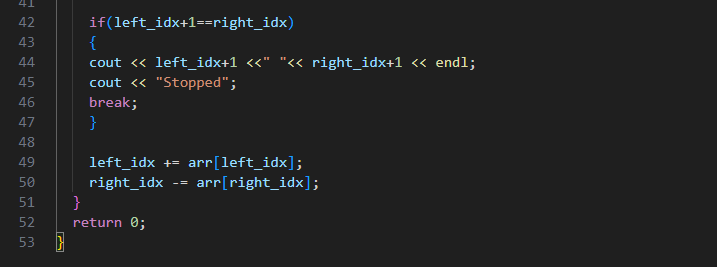 41
42 if(left_idx+1==right_idx)
43 {
44 cout << left_idx+1 <<" "<< right_idx+1 << endl;
45 cout << "Stopped";
46 break;
47 }
48
49 left_idx += arr[left_idx];
50 right_idx -= arr[right_idx];
51 }
52 return 0;
53 }